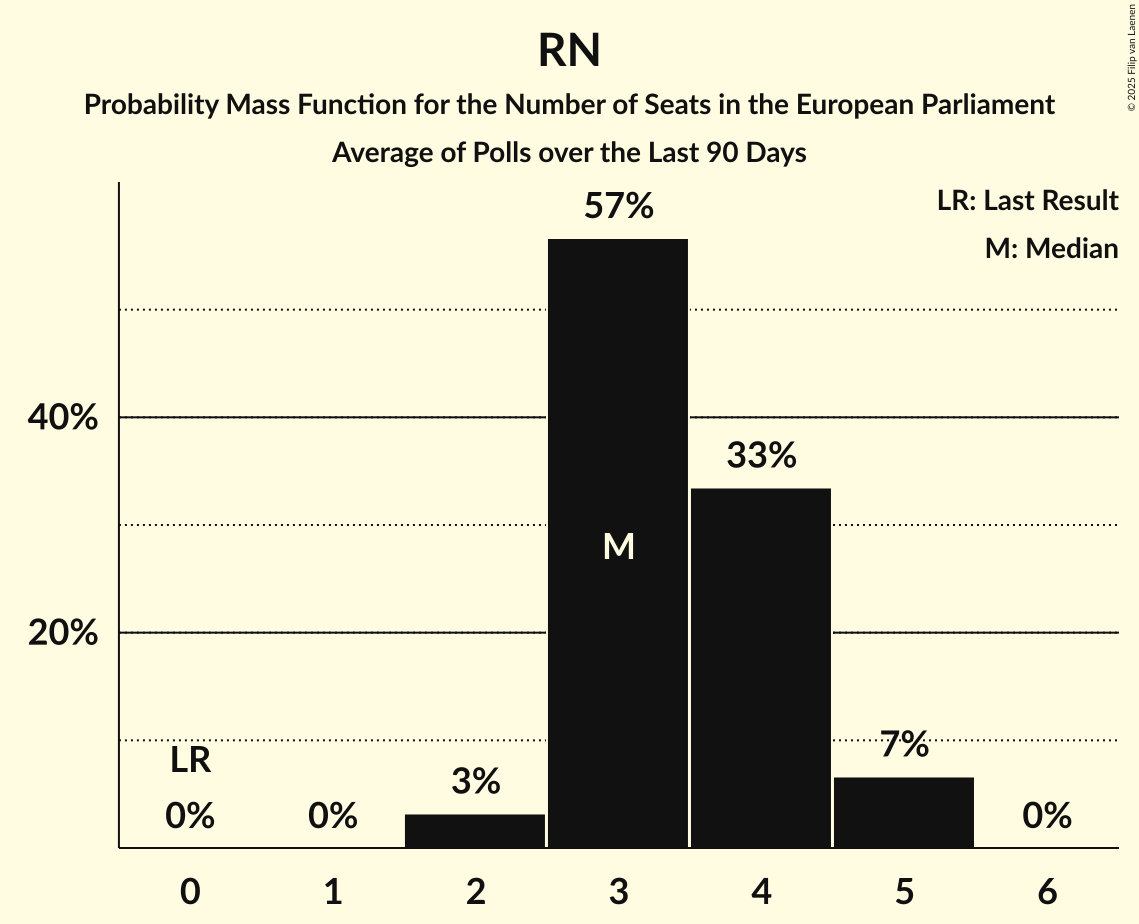 RN
Probability Mass Function for the Number of Seats in the European Parliament
Average of Polls over the Last 90 Days
© 2025 Filip van Laenen
LR: Last Result
M: Median
57%
40%
33%
M
20%
LR
7%
3%
0%
0%
0%
0
1
2
3
4
5
6